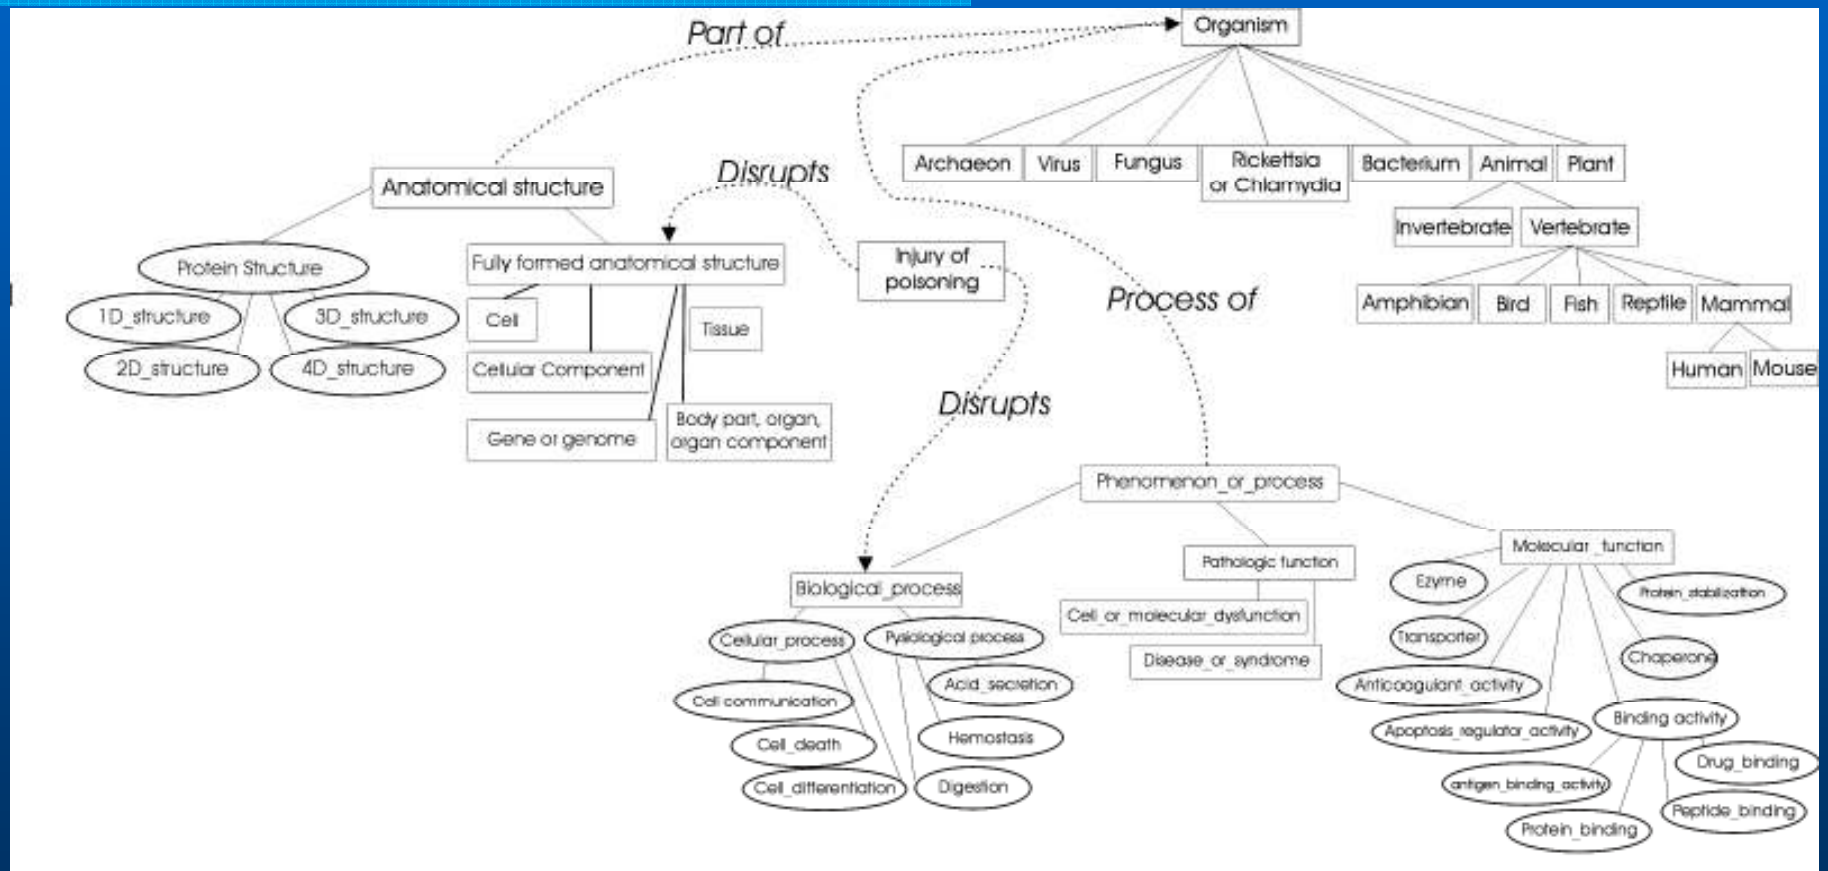 Part of
Organism
Archaeon
Virus
Fungus
Rickettsia
or Chlamydia
Bacterium
Animal
Plant
Disrupts
Anatomical structure
Invertebrate
Vertebrate
Protein Structure
Fully formed anatomical structure
Injury of
poisoning
Process of
Amphibian
Bird
Fish
Reptile
Mammal
1D_structure
3D_structure
Cell
Tissue
2D_structure
4D_structure
Cellular Component
Human
Mouse
Disrupts
Gene or genome
Body part, organ,
organ component
Phenomenon_or_process
Biological_process
Pathologic function
Molecular_function
Cellular_process
Pysiological process
Cell_or_molecular_dysfunction
Disease_or_syndrome
Ezyme
Protein_stabilization
Transporter
Chaperone
Cell communication
Acid_secretion
Anticoagulant_activity
Cell_death
Hemostasis
Apoptosis_regulator_activity
Binding activity
Cell_differentiation
Digestion
antigen_binding_activity
Drug_binding
Protein_binding
Peptide_binding